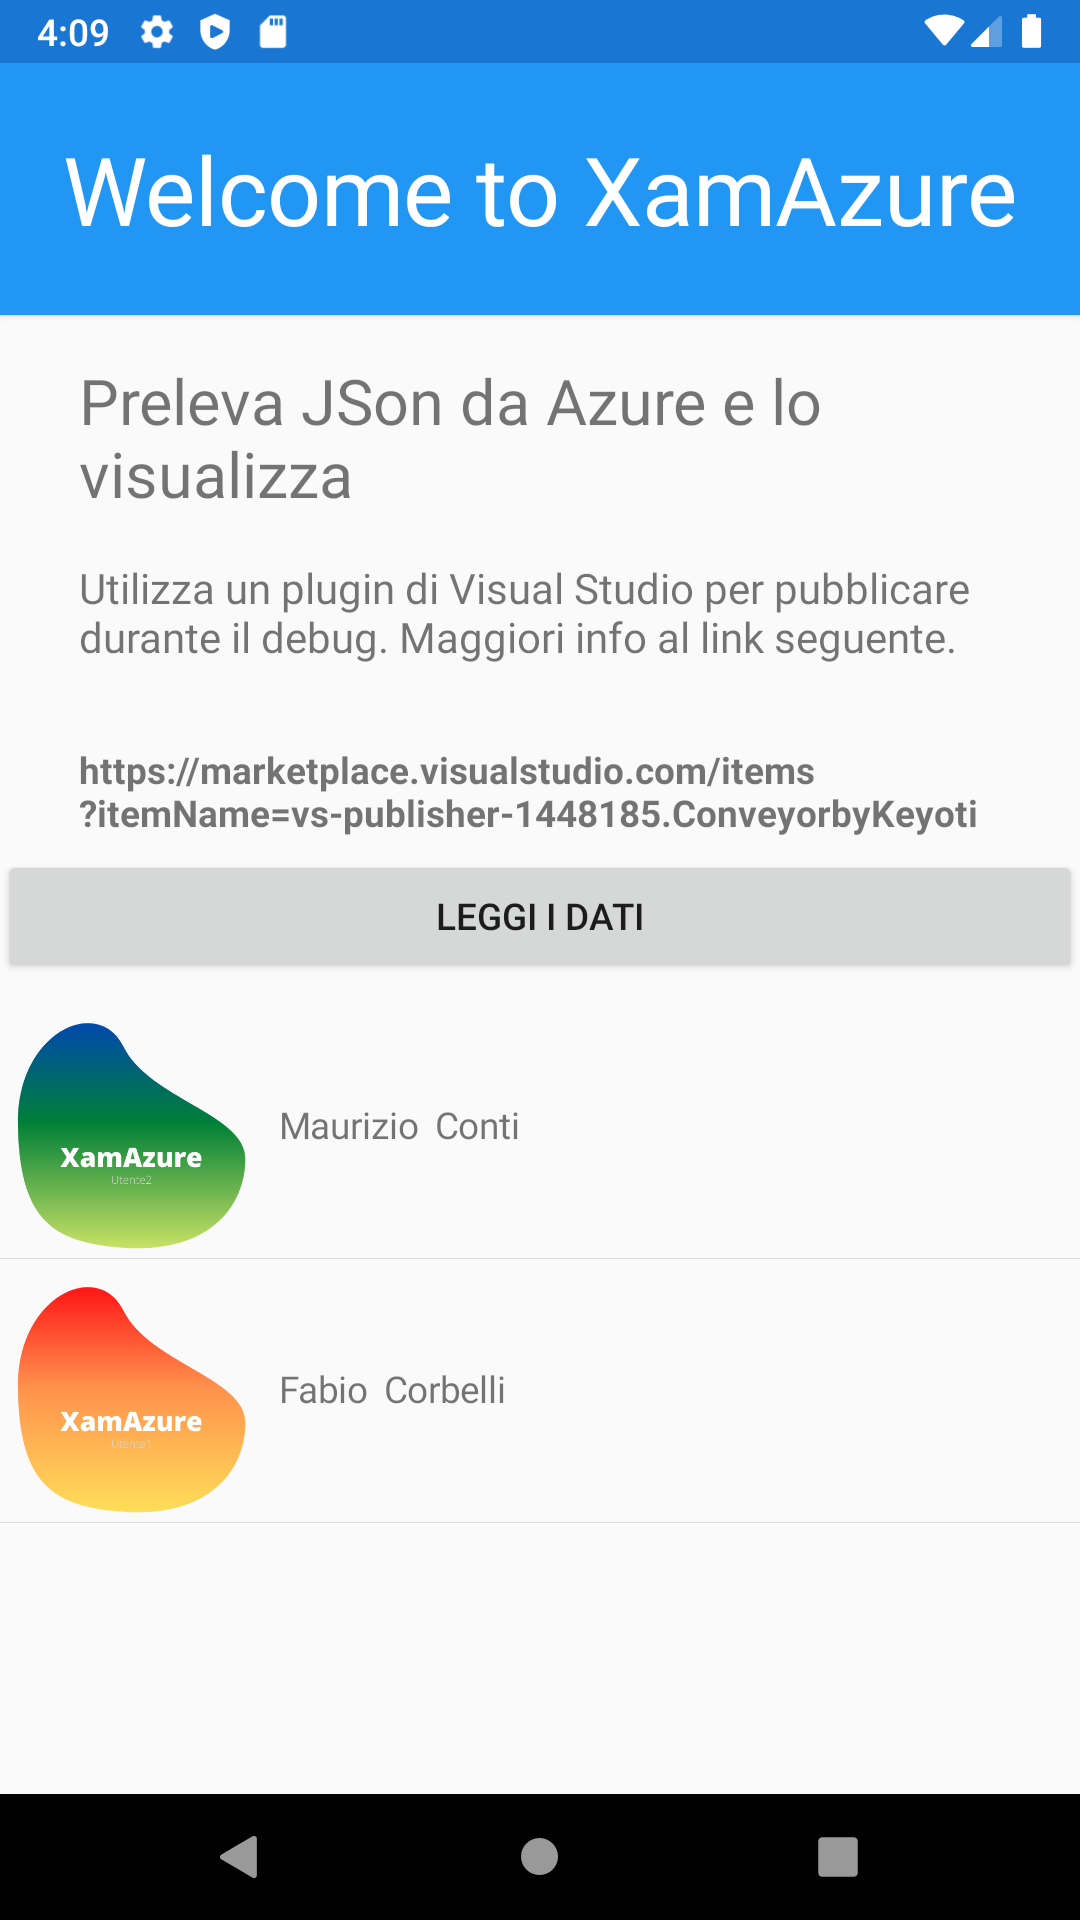 4:09
Welcome to XamAzure
Preleva JSon da Azure e lo
visualizza
Utilizza un plugin di Visual Studio per pubblicare
durante il debug. Maggiori info al link seguente.
https://marketplace.visualstudio.com/items
?itemName=vs-publisher-1448185.ConveyorbyKeyoti
LEGGI I DATI
XamAzure
Utente2
Maurizio Conti
XamAzure
Utente1
Fabio Corbelli